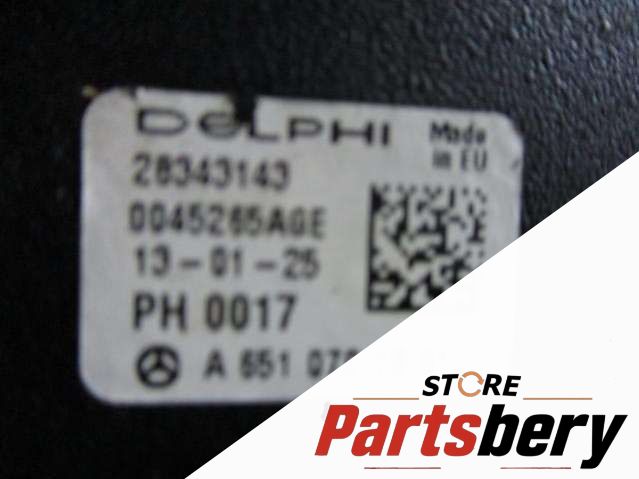 DELPHI
Made in EU
28343143
0045265AGE
13-01-25
PH 0017
A 651 07
STORE
Partsbery